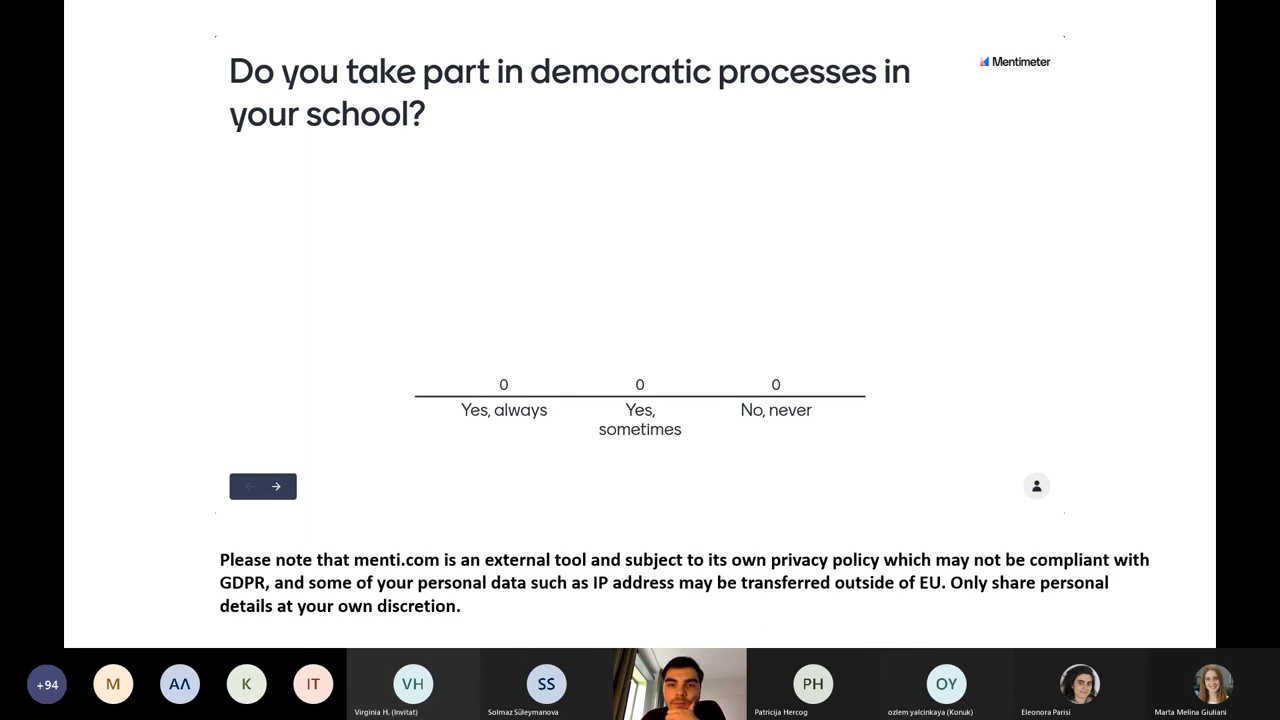 Do you take part in democratic processes in
your school?
Mentimeter
0 0 0
Yes, always Yes, sometimes No, never
Please note that menti.com is an external tool and subject to its own privacy policy which may not be compliant with
GDPR, and some of your personal data such as IP address may be transferred outside of EU. Only share personal
details at your own discretion.
+94 M ΑΛ K IT VH SS PH OY
Virginia H. (Invitat) Solmaz Süleymanova Patricija Hercog ozlem yalcinkaya (Konuk) Eleonora Parisi Marta Melina Giuliani